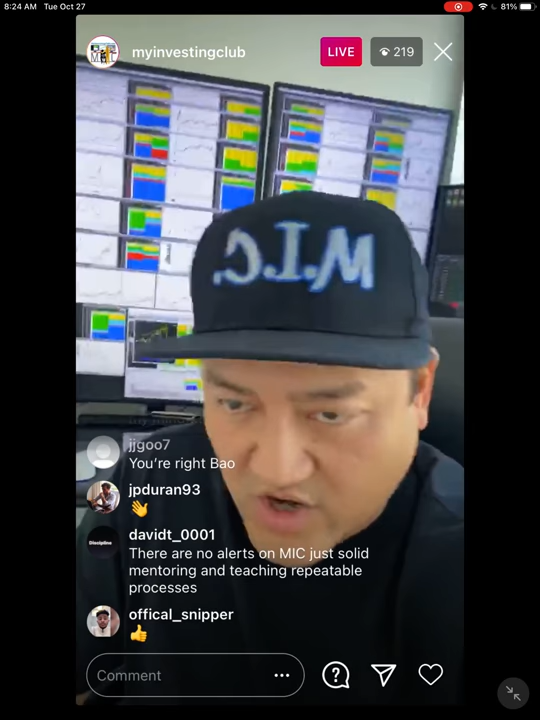 8:24 AM Tue Oct 27
81%
myinvestingclub
LIVE
219
M.I.C.
jjgoo7
You're right Bao
jpduran93
👋
davidt_0001
There are no alerts on MIC just solid
mentoring and teaching repeatable
processes
offical_snipper
👍
Comment